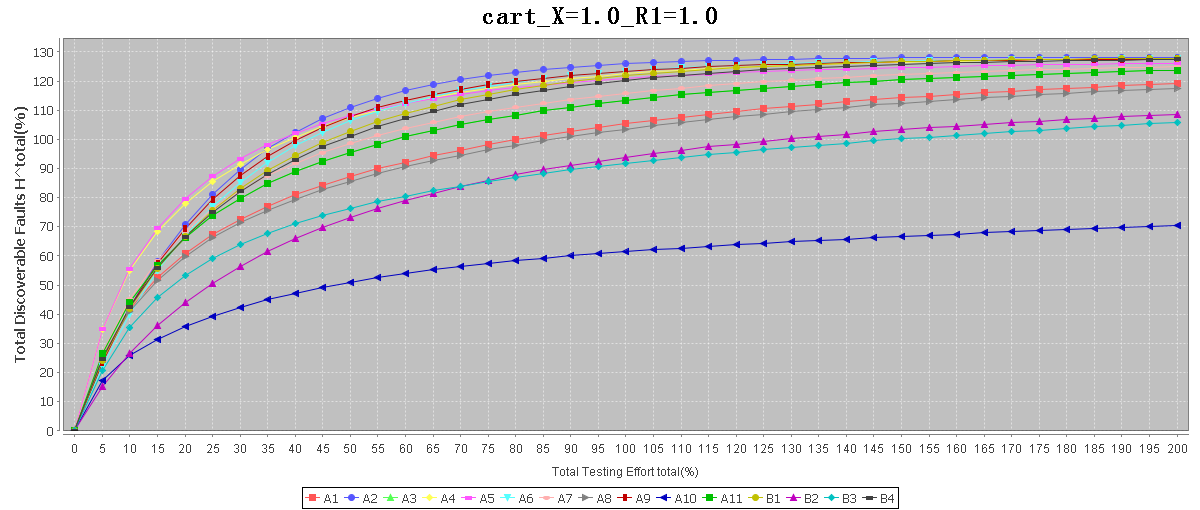 cart_X=1.0_R1=1.0
Total Discoverable Faults H^total(%)
130
120
110
100
90
80
70
60
50
40
30
20
10
0
0 5 10 15 20 25 30 35 40 45 50 55 60 65 70 75 80 85 90 95 100 105 110 115 120 125 130 135 140 145 150 155 160 165 170 175 180 185 190 195 200
Total Testing Effort total(%)
A1 A2 A3 A4 A5 A6 A7 A8 A9 A10 A11 B1 B2 B3 B4